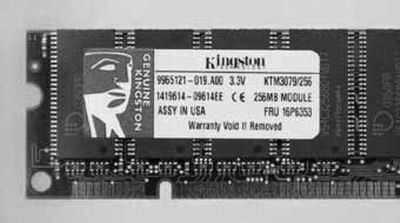 Kingston
9965121-019.A00 3.3V KTM3079/256
1419614-09614EE CE 256MB MODULE
ASSY IN USA FRU 16P6353
Warranty Void If Removed
GENUINE
KINGSTON